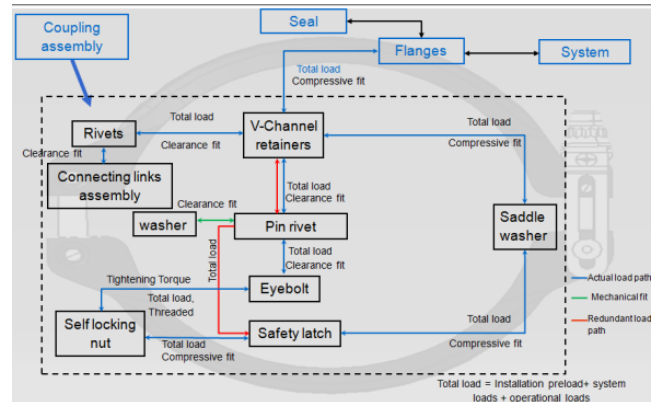 Coupling
assembly
Seal
Flanges
System
Total load
Compressive fit
Rivets
Total load
Clearance fit
V-Channel
retainers
Total load
Compressive fit
Clearance fit
Connecting links
assembly
Total load
Clearance fit
Clearance fit
washer
Pin rivet
Saddle
washer
Total load
Total load
Clearance fit
Actual load path
Mechanical fit
Redundant load
path
Tightening Torque
Eyebolt
Total load,
Threaded
Self locking
nut
Safety latch
Total load
Compressive fit
Total load
Compressive fit
Total load = Installation preload+ system
loads + operational loads